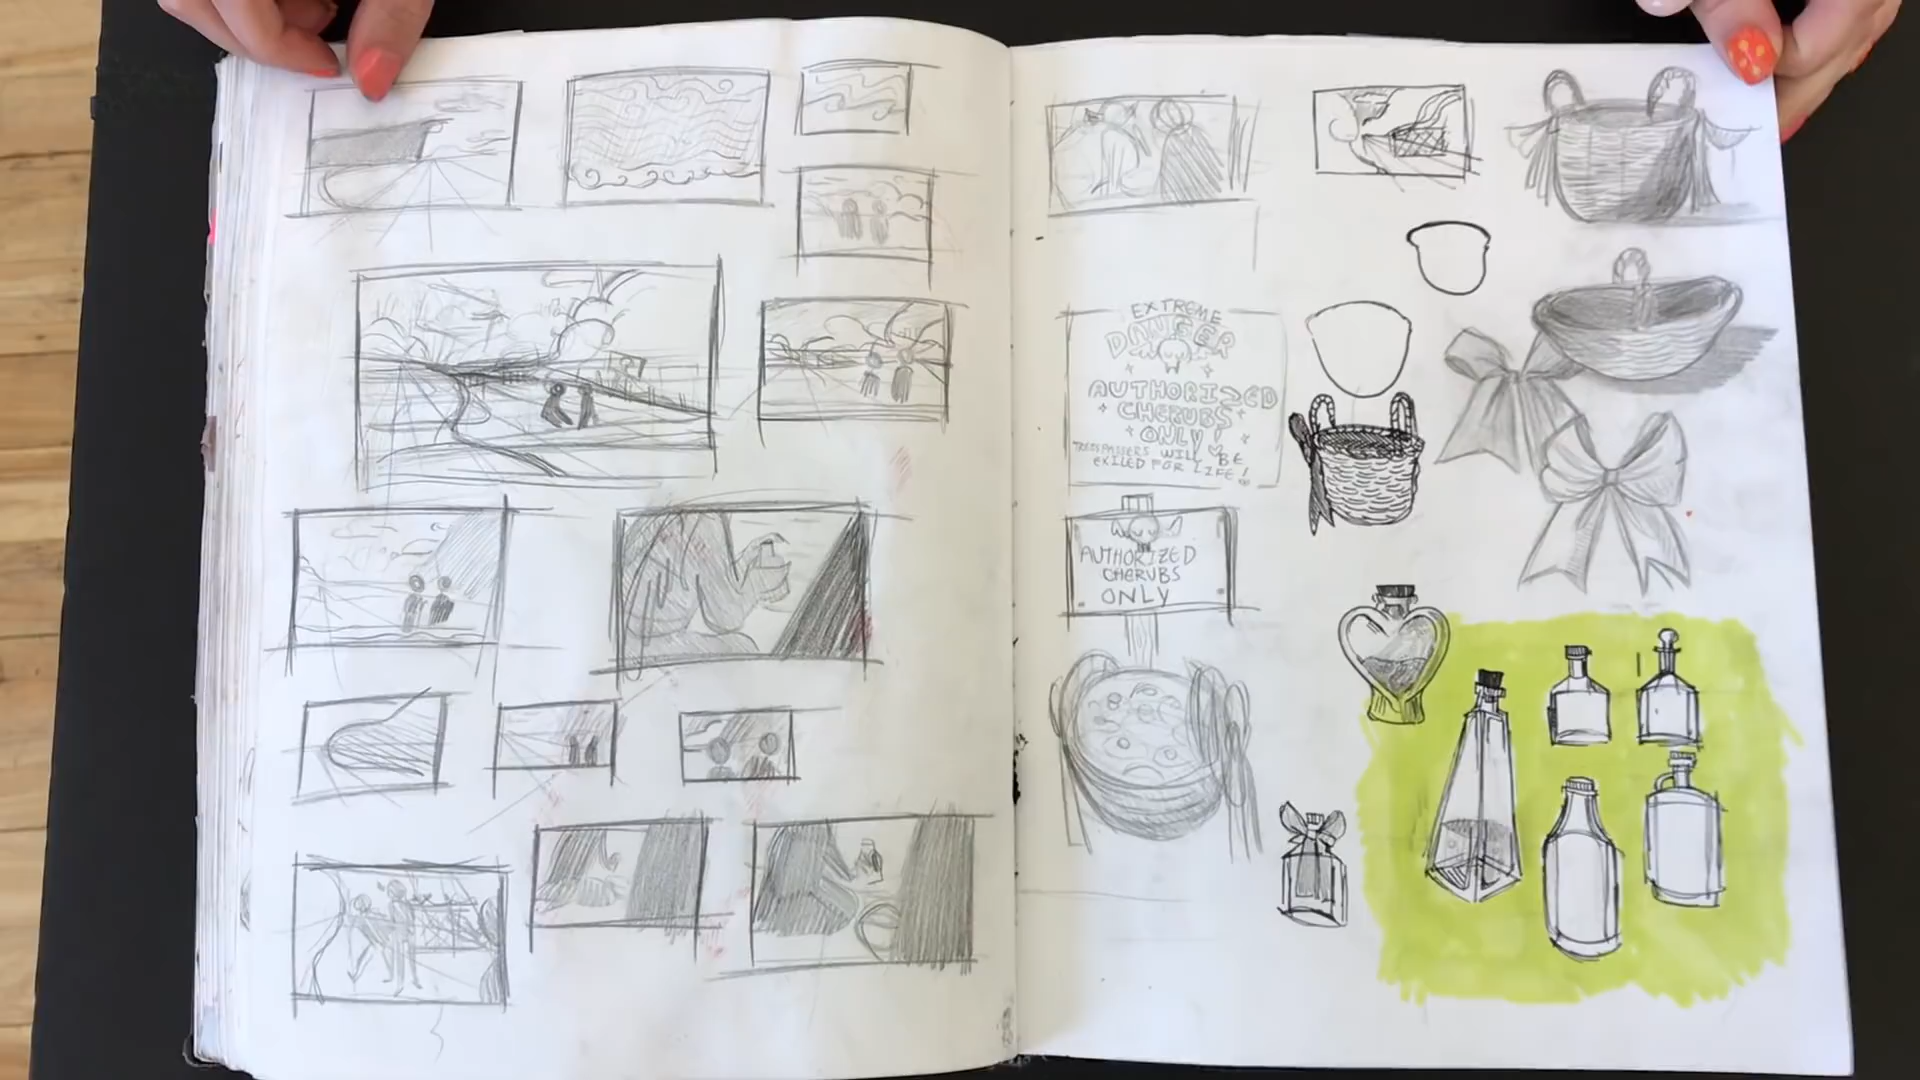 EXTREME
DANGER
AUTHORIZED
CHERUBS
ONLY!
TRESPASSERS WILL BE
EXILED FOR LIFE!
AUTHORIZED
CHERUBS
ONLY